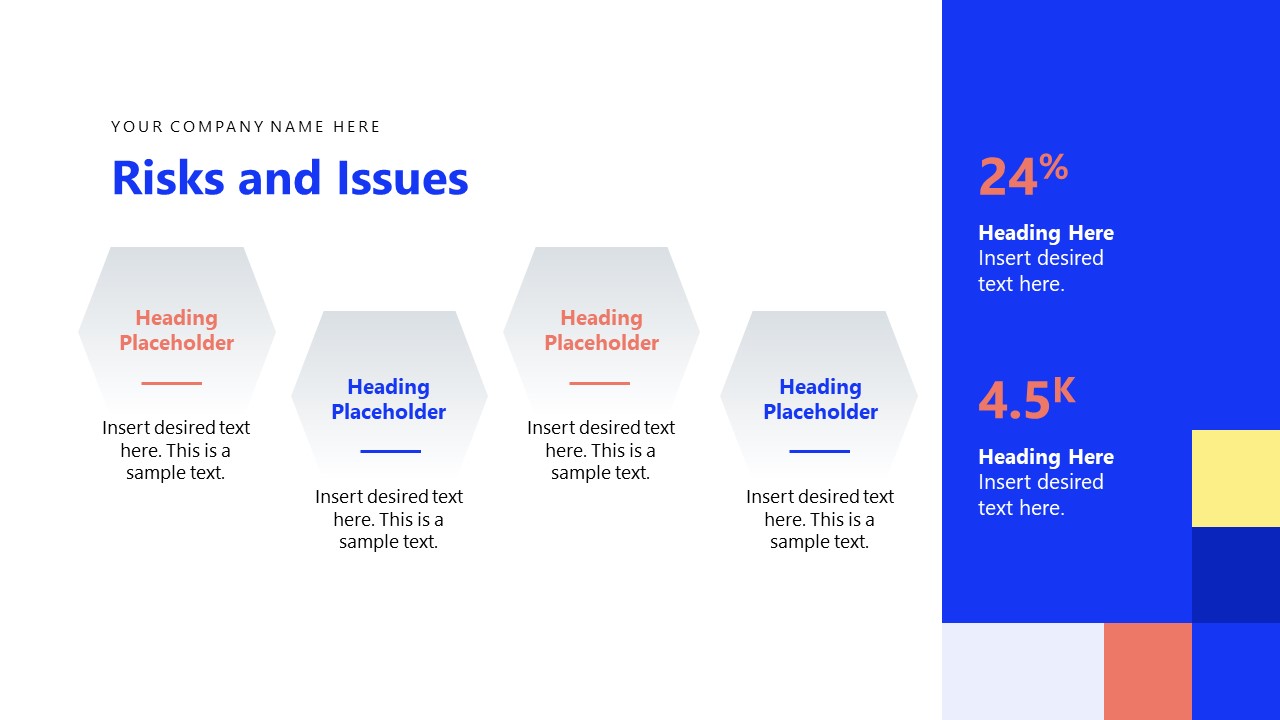 YOUR COMPANY NAME HERE
Risks and Issues
Heading
Placeholder
Insert desired text
here. This is a
sample text.
Heading
Placeholder
Insert desired text
here. This is a
sample text.
Heading
Placeholder
Insert desired text
here. This is a
sample text.
Heading
Placeholder
Insert desired text
here. This is a
sample text.
24%
Heading Here
Insert desired
text here.
4.5K
Heading Here
Insert desired
text here.